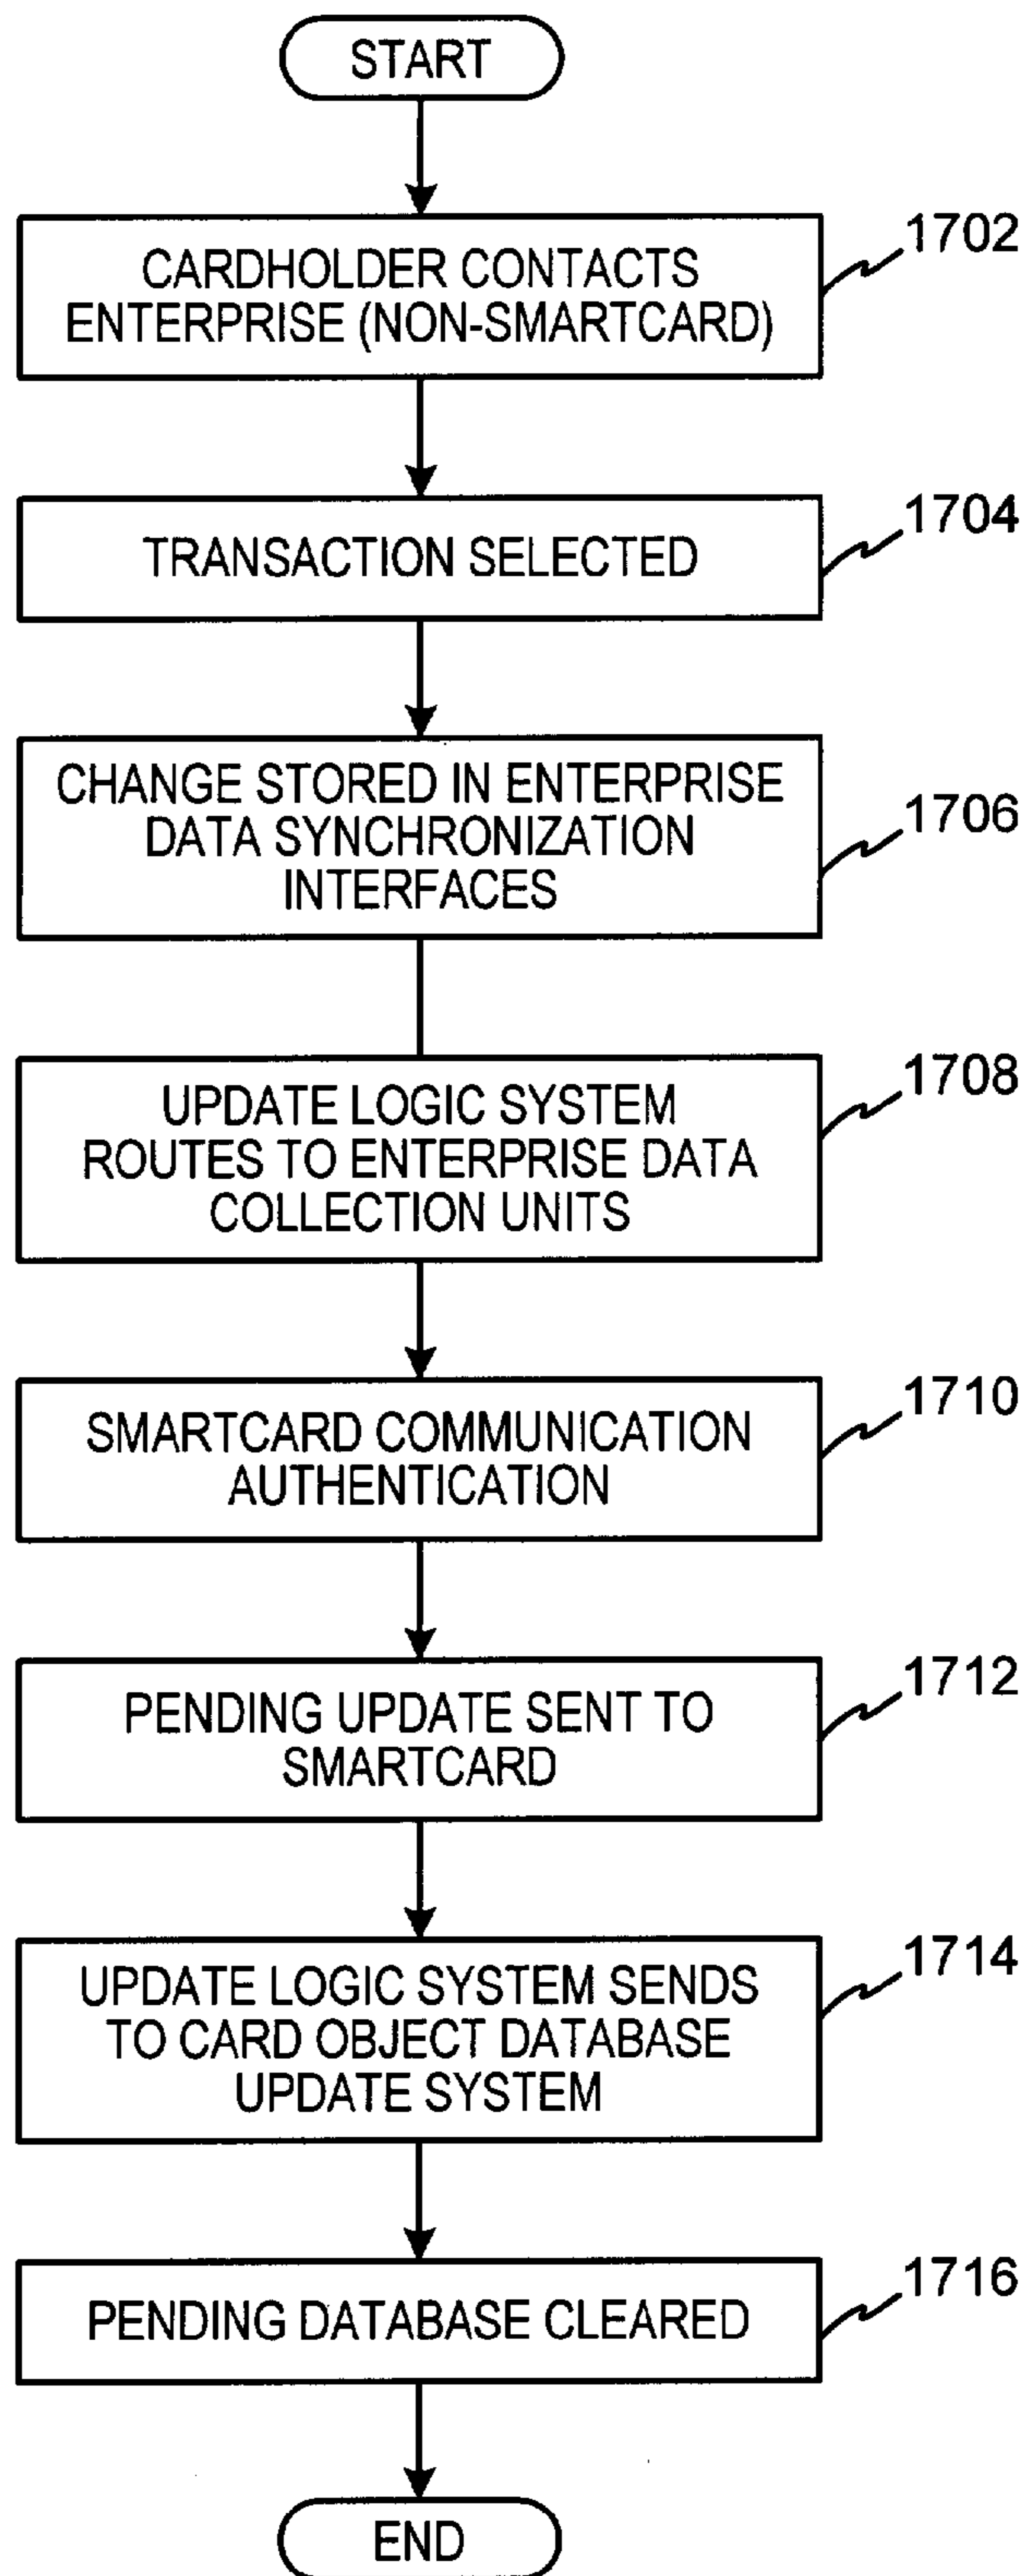 START
CARDHOLDER CONTACTS
ENTERPRISE (NON-SMARTCARD)
1702
TRANSACTION SELECTED
1704
CHANGE STORED IN ENTERPRISE
DATA SYNCHRONIZATION
INTERFACES
1706
UPDATE LOGIC SYSTEM
ROUTES TO ENTERPRISE DATA
COLLECTION UNITS
1708
SMARTCARD COMMUNICATION
AUTHENTICATION
1710
PENDING UPDATE SENT TO
SMARTCARD
1712
UPDATE LOGIC SYSTEM SENDS
TO CARD OBJECT DATABASE
UPDATE SYSTEM
1714
PENDING DATABASE CLEARED
1716
END